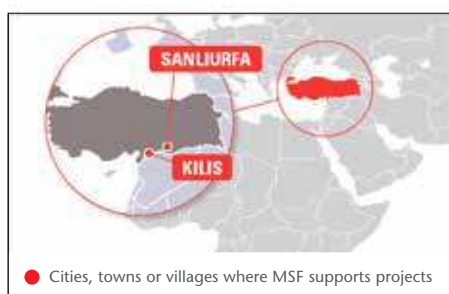 SANLIURFA
KILIS
Cities, towns or villages where MSF supports projects